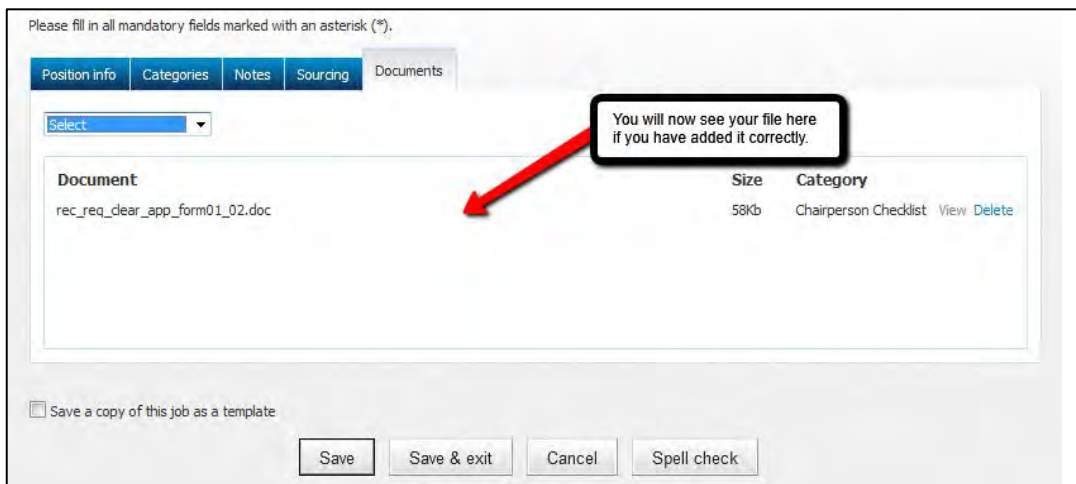 Please fill in all mandatory fields marked with an asterisk (*).
Position info Categories Notes Sourcing Documents
Select
You will now see your file here
if you have added it correctly.
Document Size Category
rec_req_clear_app_form01_02.doc 58Kb Chairperson Checklist View Delete
Save a copy of this job as a template
Save Save & exit Cancel Spell check